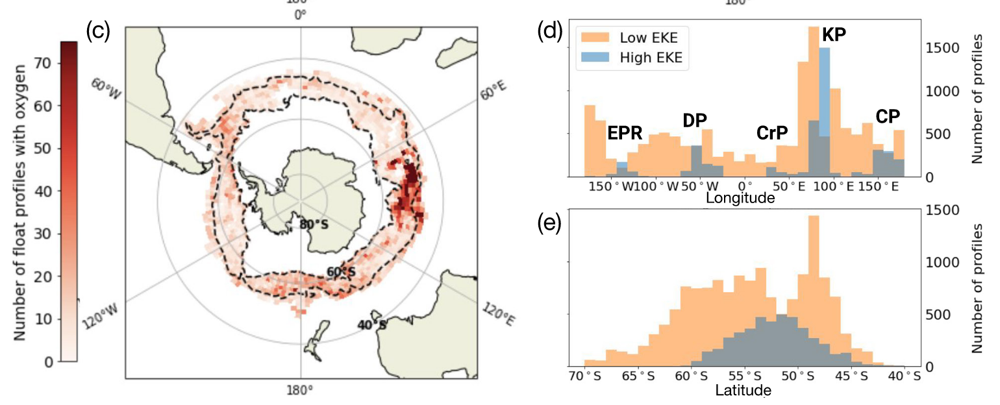 180°
180°
(c)
0°
60°W
60°E
120°W
120°E
80°S
60°S
40°S
180°
Number of float profiles with oxygen
70
60
50
40
30
20
10
0
(d)
Low EKE
High EKE
EPR
DP
CrP
KP
CP
1500
1000
500
0
Number of profiles
150°W 100°W 50°W 0° 50°E 100°E 150°E
Longitude
(e)
1500
1000
500
0
Number of profiles
70°S 65°S 60°S 55°S 50°S 45°S 40°S
Latitude